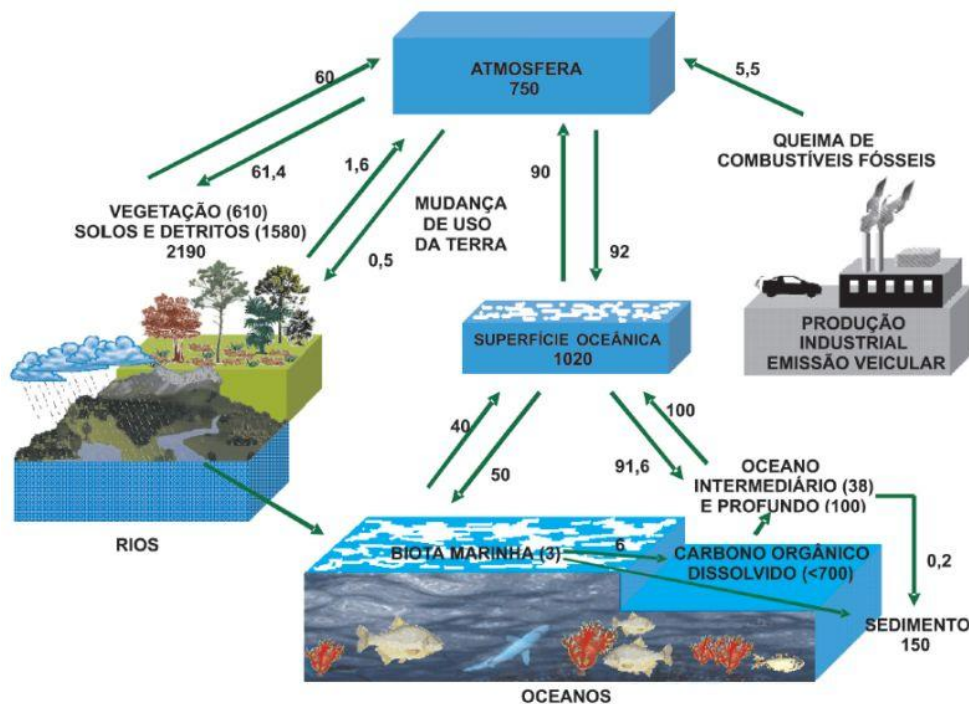 ATMOSFERA
750
60
61,4
1,6
0,5
MUDANÇA
DE USO
DA TERRA
90
92
5,5
QUEIMA DE
COMBUSTÍVEIS FÓSSEIS
VEGETAÇÃO (610)
SOLOS E DETRITOS (1580)
2190
SUPERFÍCIE OCEÂNICA
1020
PRODUÇÃO
INDUSTRIAL
EMISSÃO VEICULAR
40
50
91,6
100
OCEANO
INTERMEDIÁRIO (38)
E PROFUNDO (100)
RIOS
BIOTA MARINHA (3)
6
CARBONO ORGÂNICO
DISSOLVIDO (<700)
0,2
SEDIMENTO
150
OCEANOS